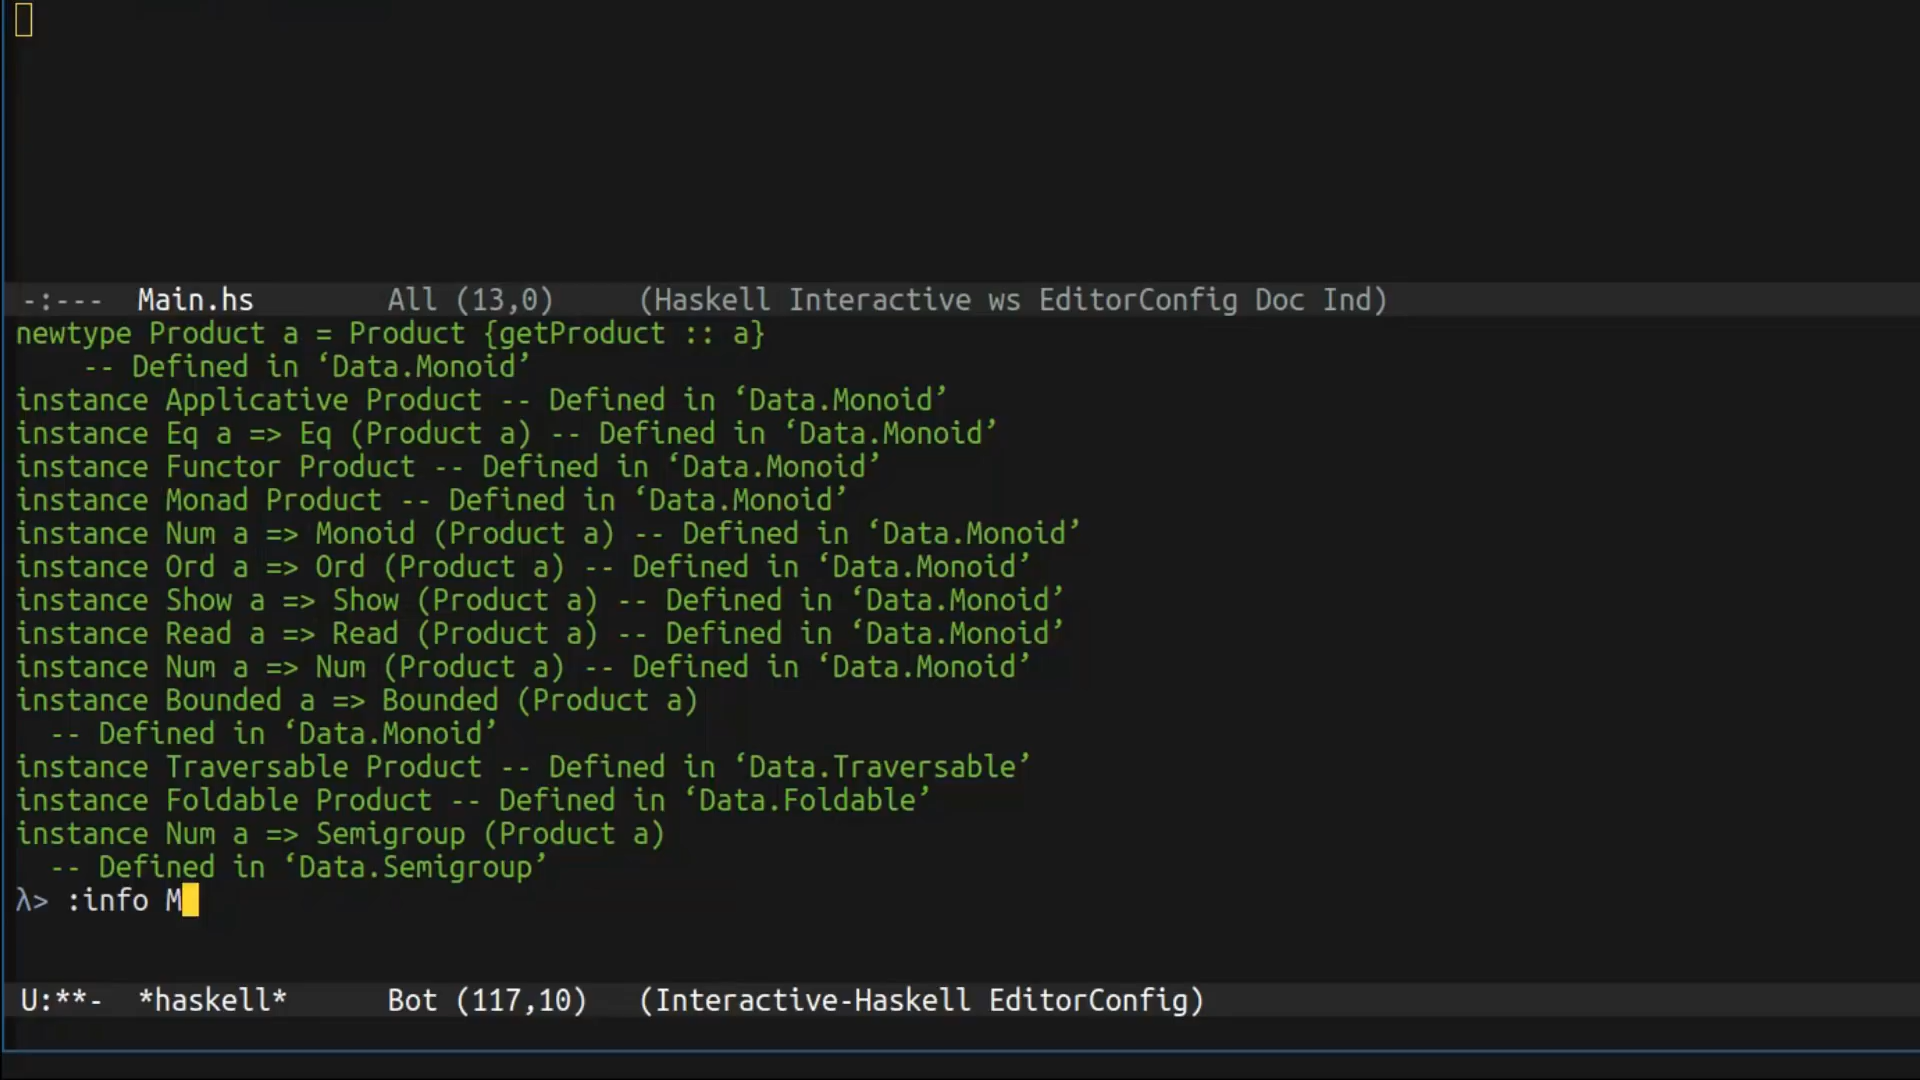 -:---  Main.hs        All (13,0)     (Haskell Interactive ws EditorConfig Doc Ind)
newtype Product a = Product {getProduct :: a}
    -- Defined in ‘Data.Monoid’
instance Applicative Product -- Defined in ‘Data.Monoid’
instance Eq a => Eq (Product a) -- Defined in ‘Data.Monoid’
instance Functor Product -- Defined in ‘Data.Monoid’
instance Monad Product -- Defined in ‘Data.Monoid’
instance Num a => Monoid (Product a) -- Defined in ‘Data.Monoid’
instance Ord a => Ord (Product a) -- Defined in ‘Data.Monoid’
instance Show a => Show (Product a) -- Defined in ‘Data.Monoid’
instance Read a => Read (Product a) -- Defined in ‘Data.Monoid’
instance Num a => Num (Product a) -- Defined in ‘Data.Monoid’
instance Bounded a => Bounded (Product a)
  -- Defined in ‘Data.Monoid’
instance Traversable Product -- Defined in ‘Data.Traversable’
instance Foldable Product -- Defined in ‘Data.Foldable’
instance Num a => Semigroup (Product a)
  -- Defined in ‘Data.Semigroup’
λ> :info M
U:**-  *haskell*      Bot (117,10)   (Interactive-Haskell EditorConfig)